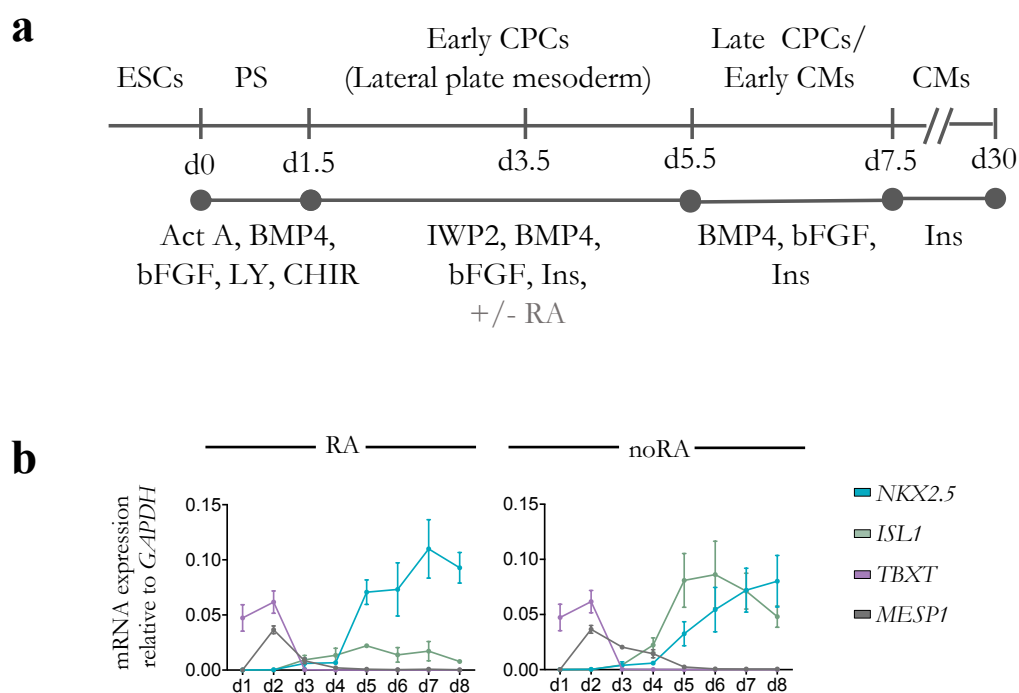 a
Early CPCs
(Lateral plate mesoderm)
Late CPCs/
Early CMs
ESCs
PS
CMs
d0
d1.5
d3.5
d5.5
d7.5
d30
Act A, BMP4,
bFGF, LY, CHIR
IWP2, BMP4,
bFGF, Ins,
+/- RA
BMP4, bFGF,
Ins
Ins
b
RA
noRA
mRNA expression
relative to GAPDH
0.15
0.10
0.05
0.00
d1 d2 d3 d4 d5 d6 d7 d8
0.15
0.10
0.05
0.00
d1 d2 d3 d4 d5 d6 d7 d8
NKX2.5
ISL1
TBXT
MESP1